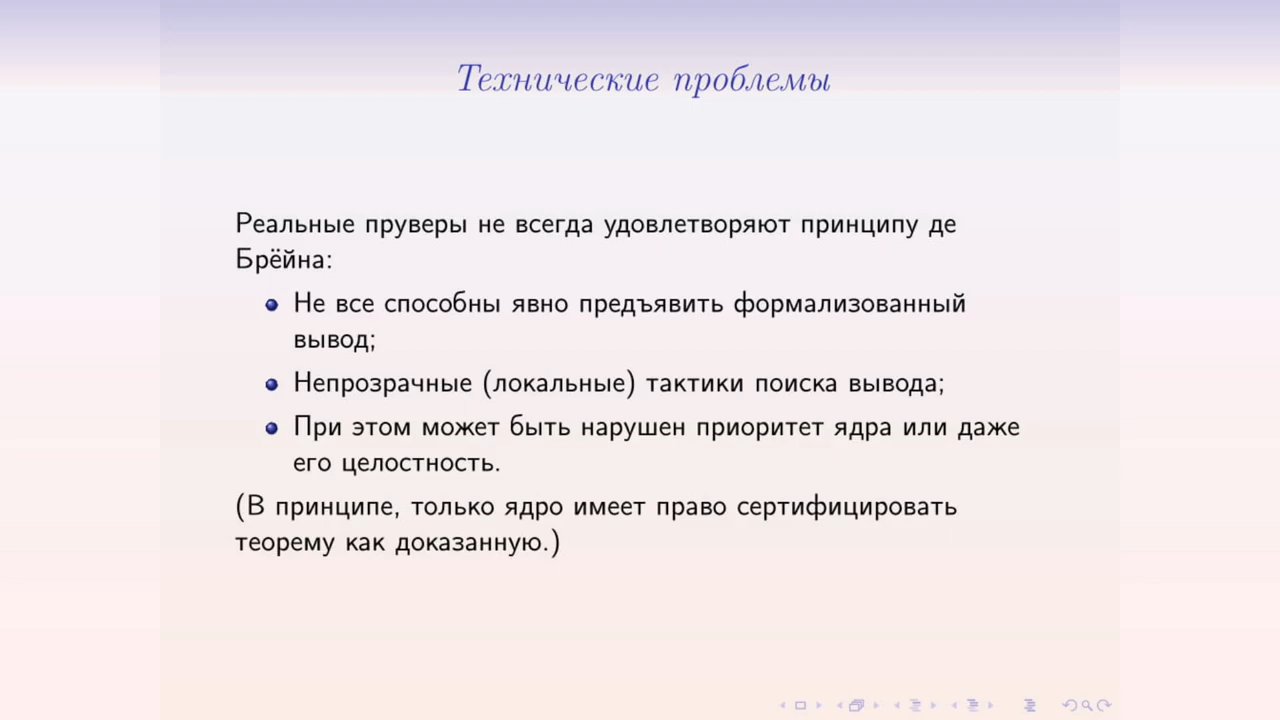 Технические проблемы
Реальные пруверы не всегда удовлетворяют принципу де
Брёйна:
Не все способны явно предъявить формализованный
вывод;
Непрозрачные (локальные) тактики поиска вывода;
При этом может быть нарушен приоритет ядра или даже
его целостность.
(В принципе, только ядро имеет право сертифицировать
теорему как доказанную.)